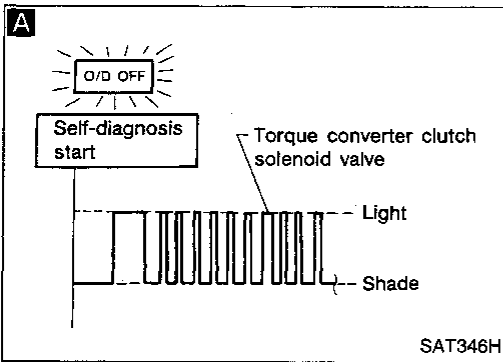 A
O/D OFF
Self-diagnosis
start
Torque converter clutch
solenoid valve
Light
Shade
SAT346H